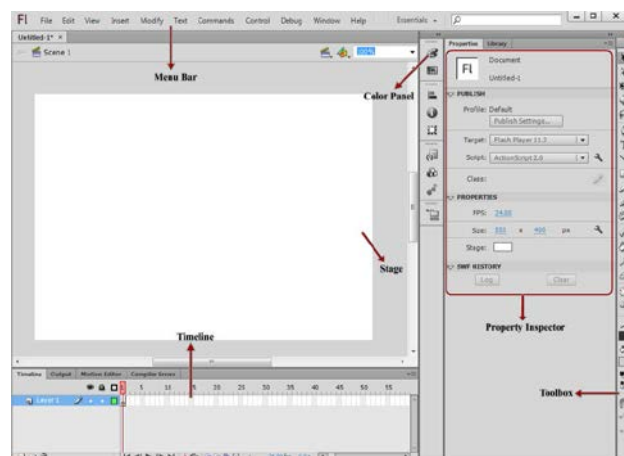 Fl File Edit View Insert Modify Text Commands Control Debug Window Help Essentials
Untitled-1* ×
Scene 1 100%
Menu Bar
Color Panel
Stage
Timeline
Timeline Output Motion Editor Compiler Errors
1 5 10 15 20 25 30 35 40 45 50 55
Layer 1
Properties Library
Fl Document
Untitled-1
PUBLISH
Profile: Default
Publish Settings...
Target: Flash Player 11.2
Script: ActionScript 2.0
Class:
PROPERTIES
FPS: 24.00
Size: 550 x 400 px
Stage:
SWF HISTORY
Log Clear
Property Inspector
Toolbox